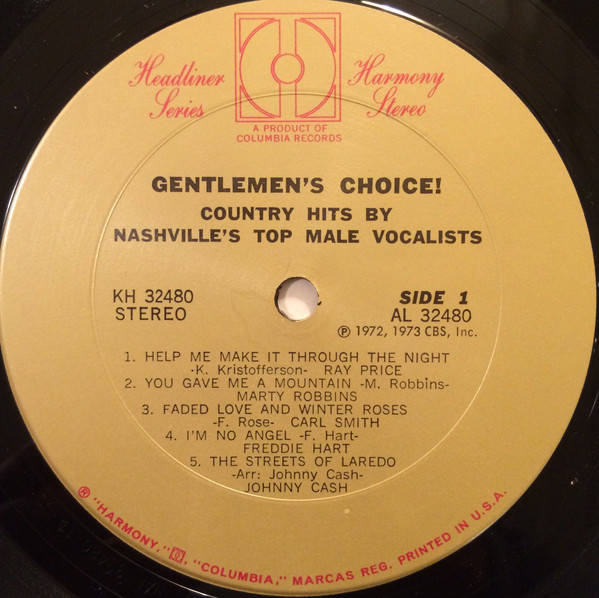 Headliner Series
Harmony Stereo
A PRODUCT OF
COLUMBIA RECORDS
GENTLEMEN'S CHOICE!
COUNTRY HITS BY
NASHVILLE'S TOP MALE VOCALISTS
KH 32480
STEREO
SIDE 1
AL 32480
℗ 1972, 1973 CBS, Inc.
1. HELP ME MAKE IT THROUGH THE NIGHT
-K. Kristofferson- RAY PRICE
2. YOU GAVE ME A MOUNTAIN -M. Robbins-
MARTY ROBBINS
3. FADED LOVE AND WINTER ROSES
-F. Rose- CARL SMITH
4. I'M NO ANGEL -F. Hart-
FREDDIE HART
5. THE STREETS OF LAREDO
-Arr: Johnny Cash-
JOHNNY CASH
® "HARMONY," "COLUMBIA," MARCAS REG. PRINTED IN U.S.A.